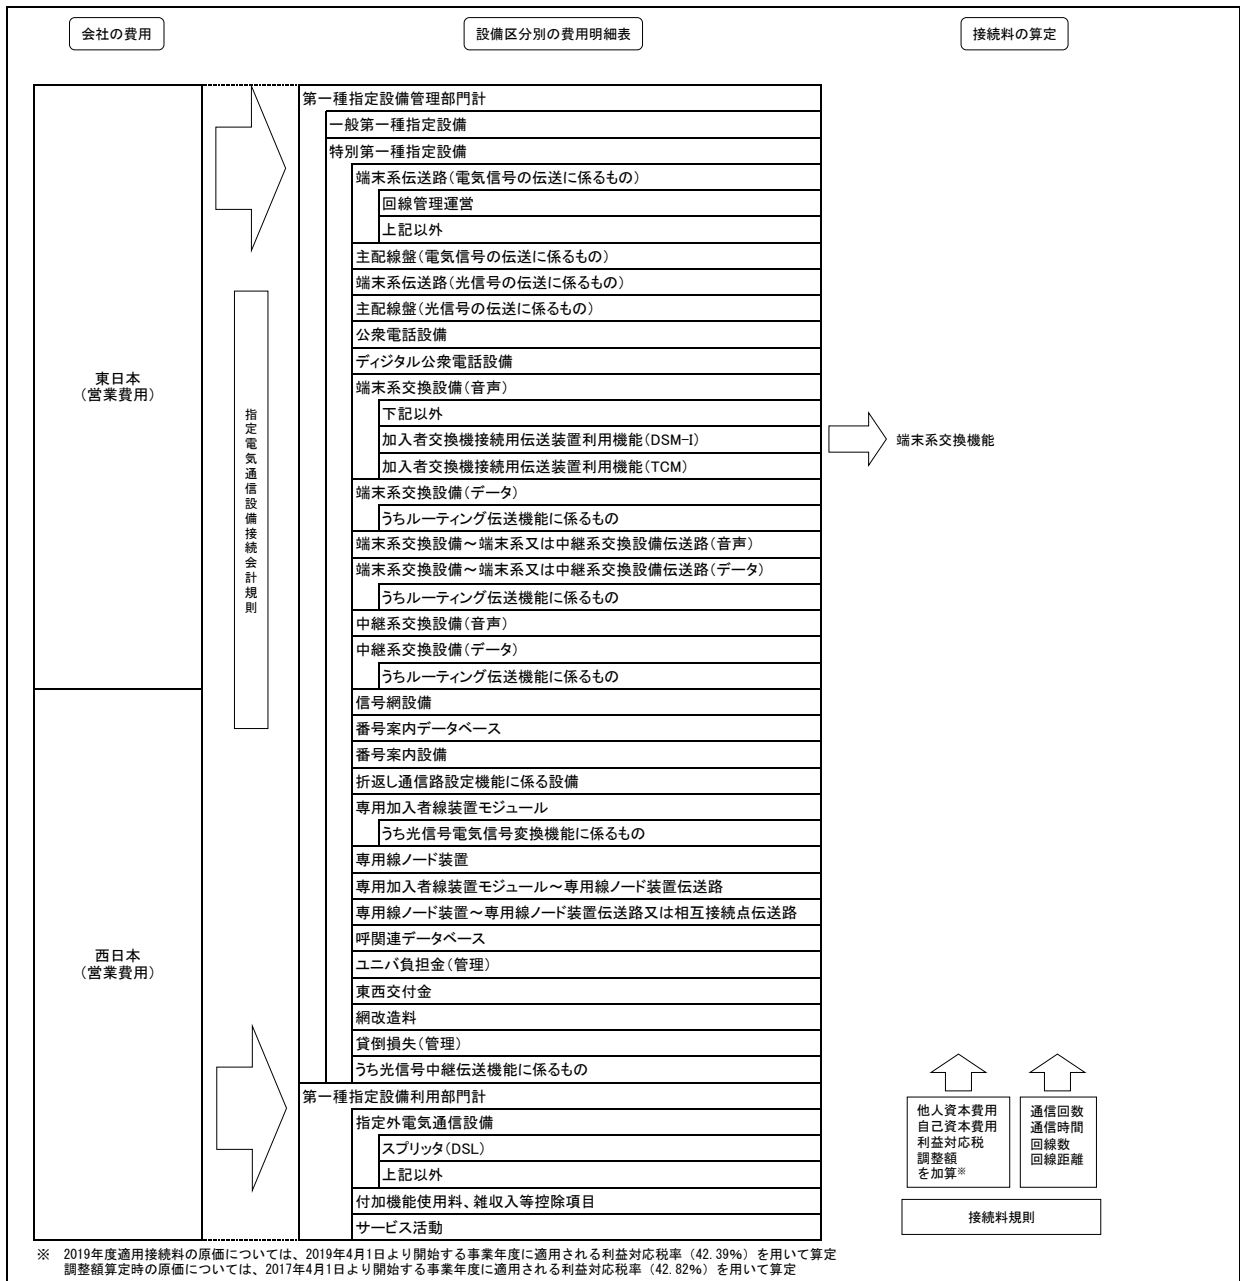 会社の費用
設備区分別の費用明細表
接続料の算定
東日本
(営業費用)
西日本
(営業費用)
指定電気通信設備接続会計規則
第一種指定設備管理部門計
一般第一種指定設備
特別第一種指定設備
端末系伝送路(電気信号の伝送に係るもの)
回線管理運営
上記以外
主配線盤(電気信号の伝送に係るもの)
端末系伝送路(光信号の伝送に係るもの)
主配線盤(光信号の伝送に係るもの)
公衆電話設備
ディジタル公衆電話設備
端末系交換設備(音声)
下記以外
加入者交換機接続用伝送装置利用機能(DSM-I)
加入者交換機接続用伝送装置利用機能(TCM)
端末系交換設備(データ)
うちルーティング伝送機能に係るもの
端末系交換設備~端末系又は中継系交換設備伝送路(音声)
端末系交換設備~端末系又は中継系交換設備伝送路(データ)
うちルーティング伝送機能に係るもの
中継系交換設備(音声)
中継系交換設備(データ)
うちルーティング伝送機能に係るもの
信号網設備
番号案内データベース
番号案内設備
折返し通信路設定機能に係る設備
専用加入者線装置モジュール
うち光信号電気信号変換機能に係るもの
専用線ノード装置
専用加入者線装置モジュール~専用線ノード装置伝送路
専用線ノード装置~専用線ノード装置伝送路又は相互接続点伝送路
呼関連データベース
ユニバ負担金(管理)
東西交付金
網改造料
貸倒損失(管理)
うち光信号中継伝送機能に係るもの
第一種指定設備利用部門計
指定外電気通信設備
スプリッタ(DSL)
上記以外
付加機能使用料、雑収入等控除項目
サービス活動
端末系交換機能
他人資本費用
自己資本費用
利益対応税
調整額
を加算※
通信回数
通信時間
回線数
回線距離
接続料規則
※ 2019年度適用接続料の原価については、2019年4月1日より開始する事業年度に適用される利益対応税率(42.39%)を用いて算定
調整額算定時の原価については、2017年4月1日より開始する事業年度に適用される利益対応税率(42.82%)を用いて算定